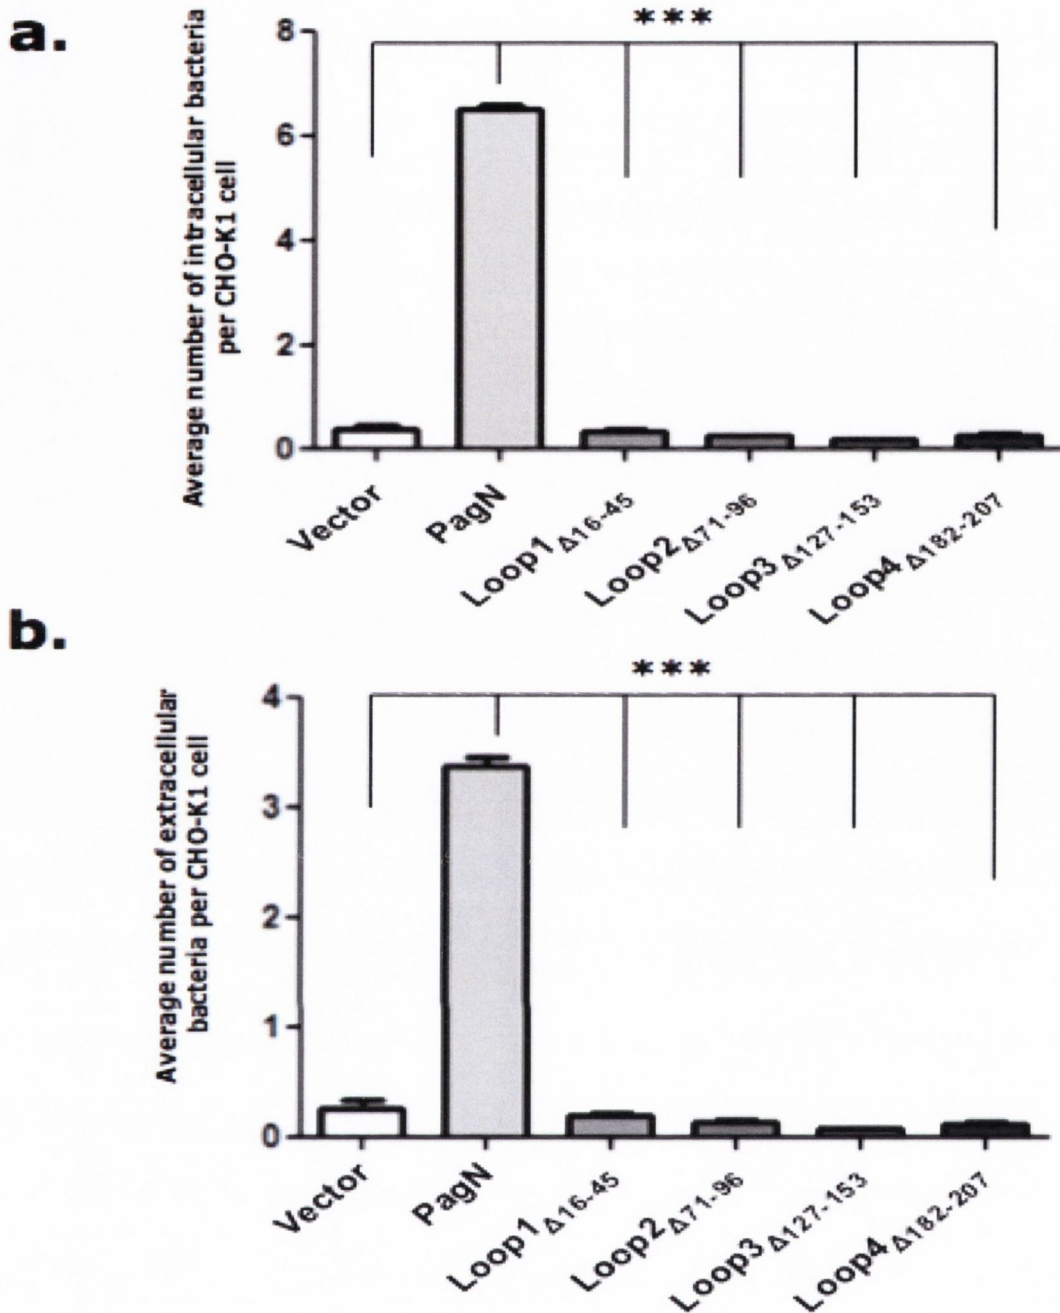 a.
***
Average number of intracellular bacteria
per CHO-K1 cell
8
6
4
2
0
Vector
PagN
Loop1 Δ16-45
Loop2 Δ71-96
Loop3 Δ127-153
Loop4 Δ182-207
b.
***
Average number of extracellular
bacteria per CHO-K1 cell
4
3
2
1
0
Vector
PagN
Loop1 Δ16-45
Loop2 Δ71-96
Loop3 Δ127-153
Loop4 Δ182-207